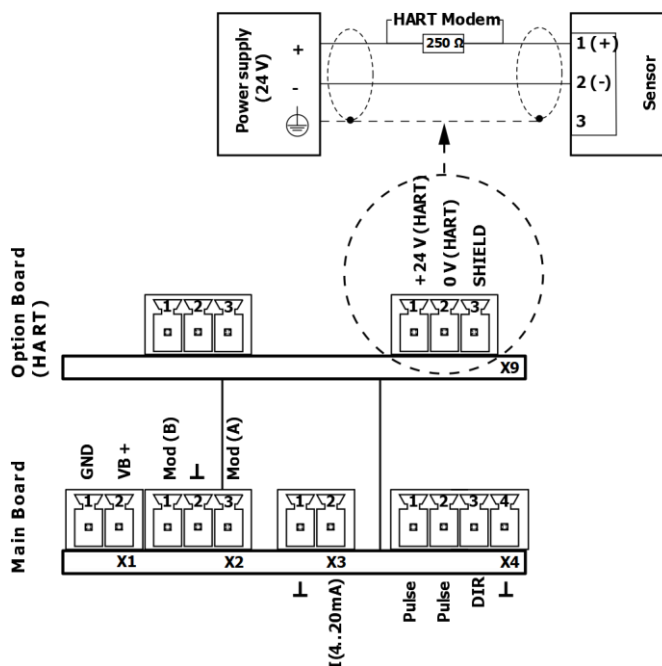 HART Modem
250 Ω
Power supply
(24 V)
+
-
1 (+)
2 (-)
3
Sensor
+24 V (HART)
0 V (HART)
SHIELD
Option Board
(HART)
1 2 3
1 2 3
X9
GND
VB +
Mod (B)
⊥
Mod (A)
Main Board
1 2
1 2 3
1 2
1 2 3 4
X1
X2
X3
X4
⊥
I(4..20mA)
Pulse
Pulse
DIR
⊥